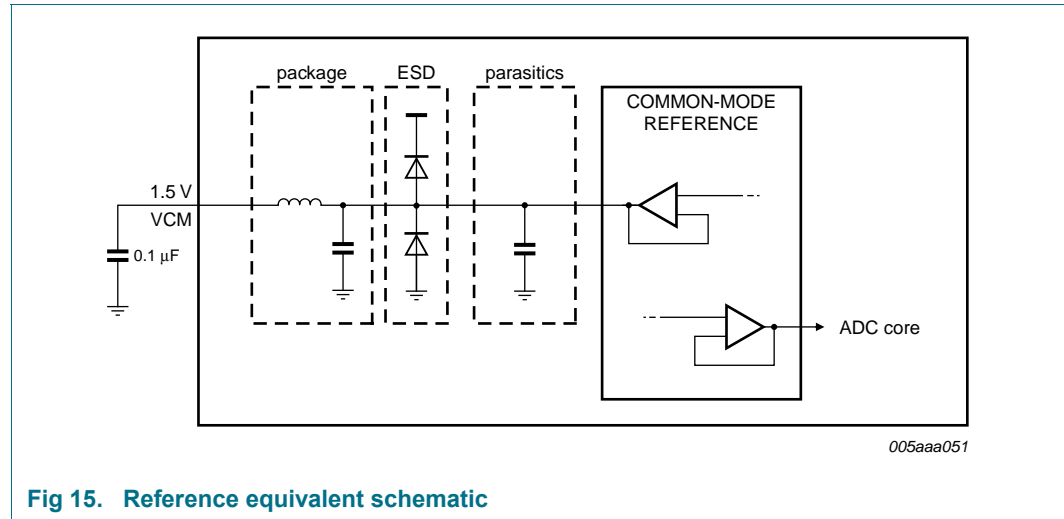 package ESD parasitics
COMMON-MODE
REFERENCE
1.5 V
VCM
0.1 μF
ADC core
005aaa051
Fig 15. Reference equivalent schematic